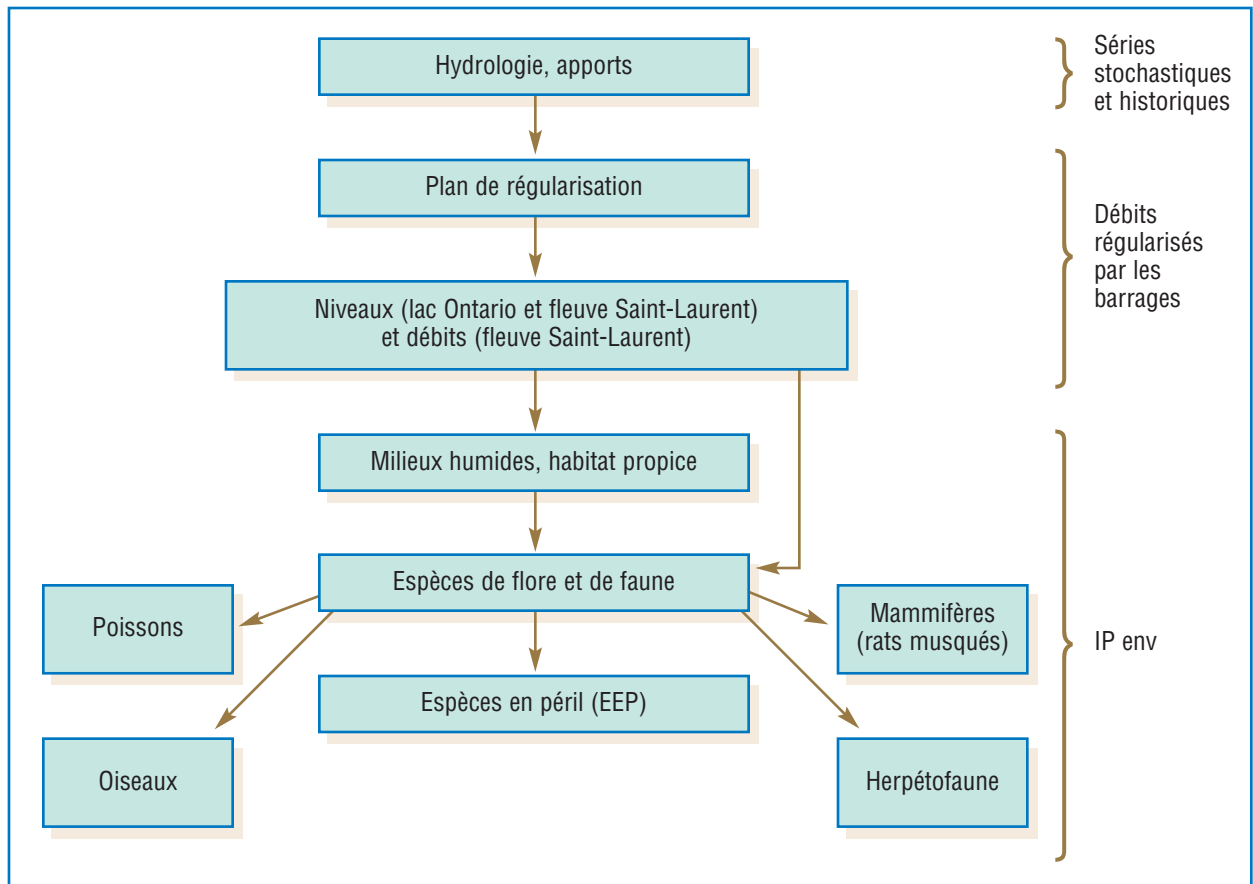 Hydrologie, apports
Séries
stochastiques
et historiques
Plan de régularisation
Débits
régularisés
par les
barrages
Niveaux (lac Ontario et fleuve Saint-Laurent)
et débits (fleuve Saint-Laurent)
Milieux humides, habitat propice
Espèces de flore et de faune
Poissons
Mammifères
(rats musqués)
IP env
Espèces en péril (EEP)
Oiseaux
Herpétofaune